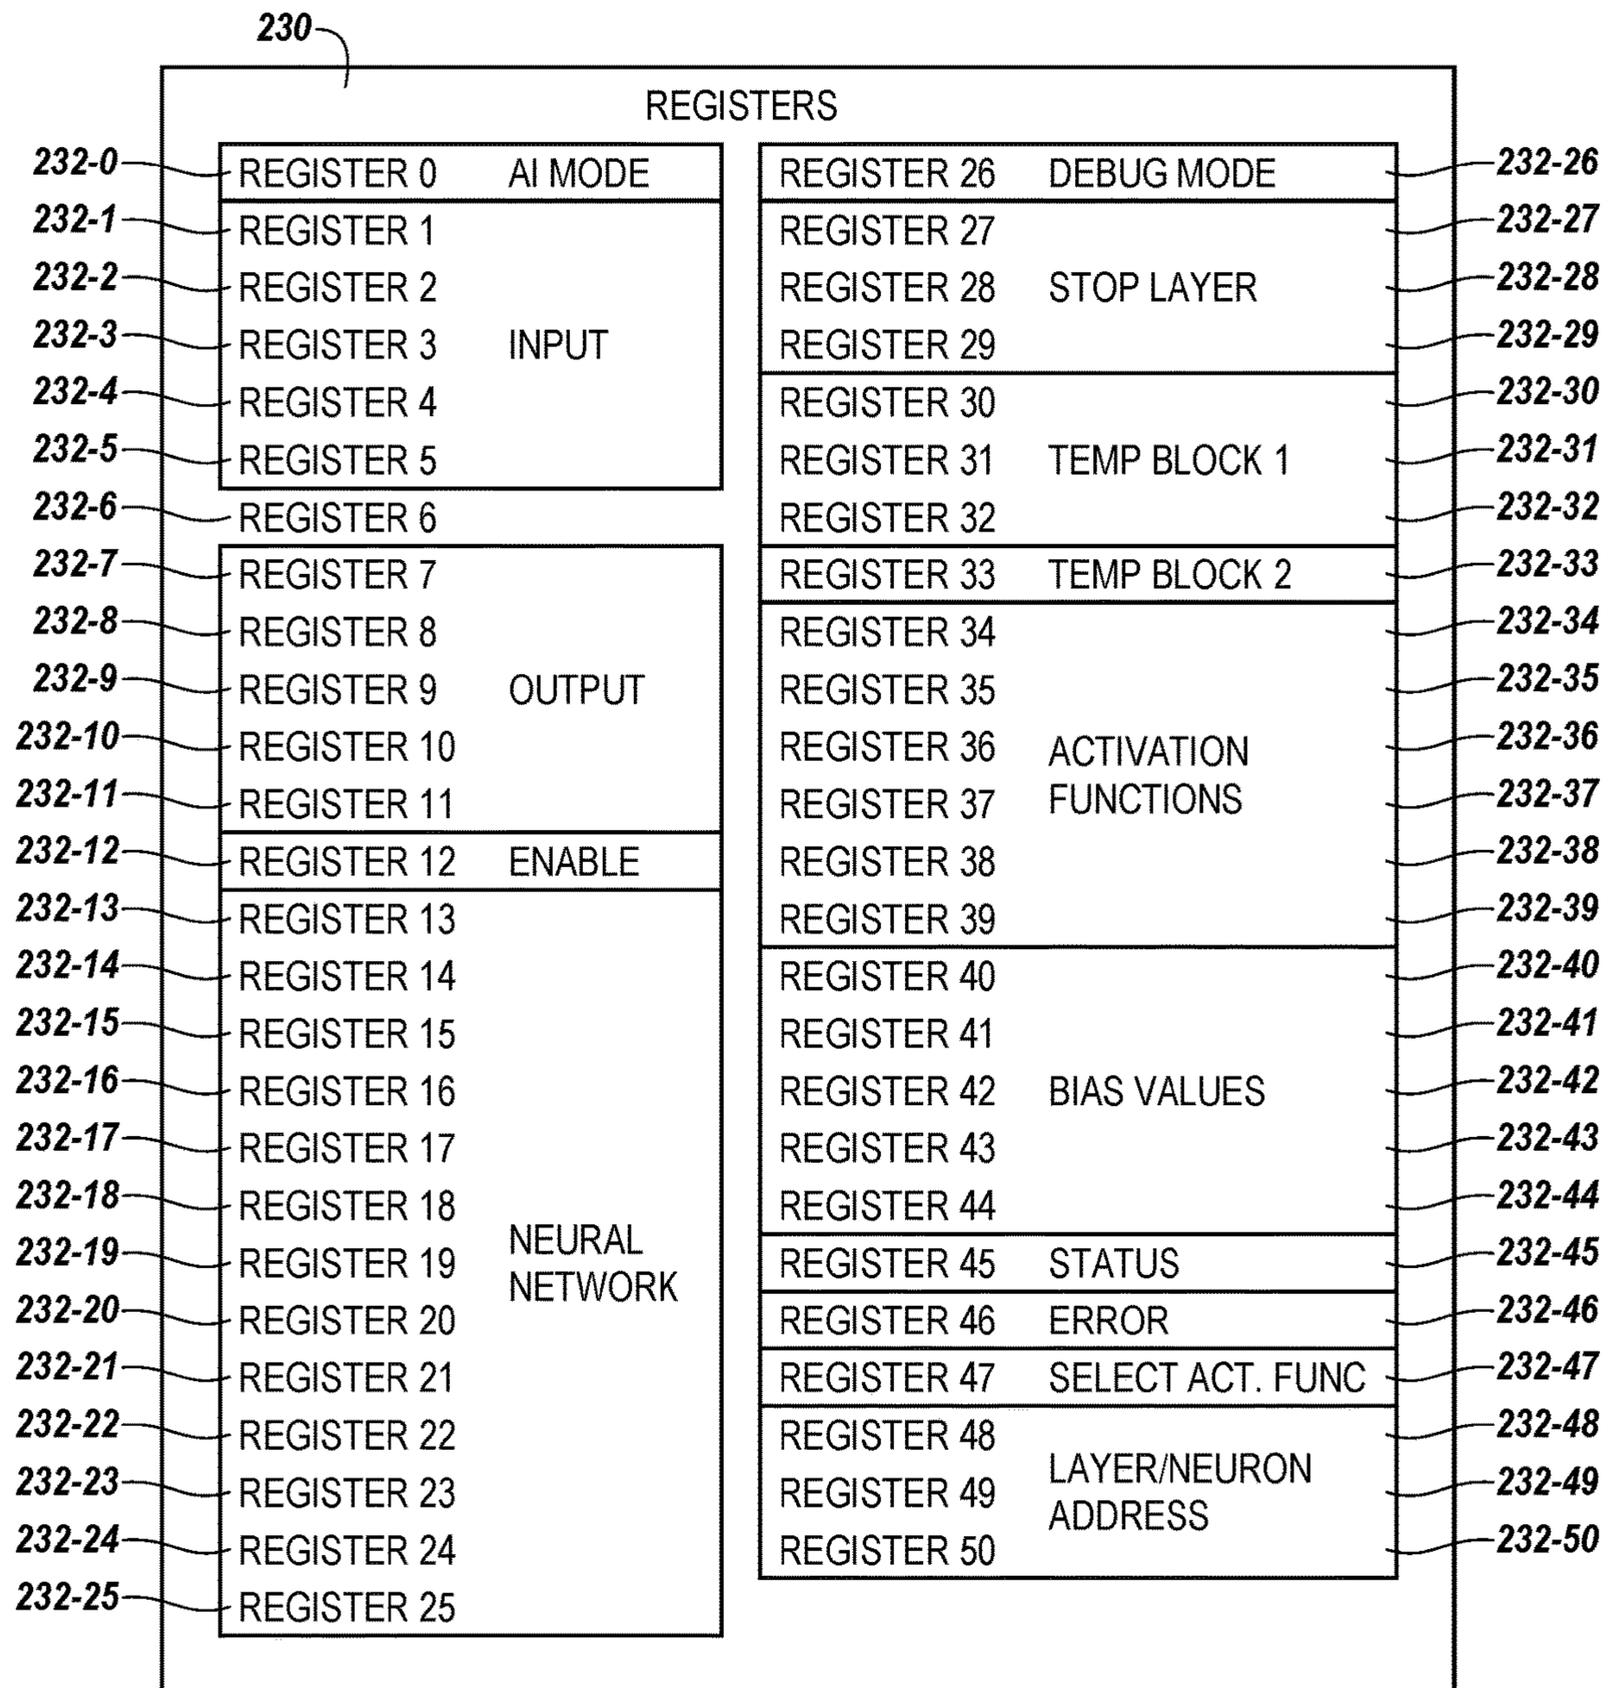 230
REGISTERS
232-0 REGISTER 0 AI MODE
232-1 REGISTER 1
232-2 REGISTER 2
232-3 REGISTER 3 INPUT
232-4 REGISTER 4
232-5 REGISTER 5
232-6 REGISTER 6
232-7 REGISTER 7
232-8 REGISTER 8
232-9 REGISTER 9 OUTPUT
232-10 REGISTER 10
232-11 REGISTER 11
232-12 REGISTER 12 ENABLE
232-13 REGISTER 13
232-14 REGISTER 14
232-15 REGISTER 15
232-16 REGISTER 16
232-17 REGISTER 17
232-18 REGISTER 18
NEURAL
232-19 REGISTER 19
NETWORK
232-20 REGISTER 20
232-21 REGISTER 21
232-22 REGISTER 22
232-23 REGISTER 23
232-24 REGISTER 24
232-25 REGISTER 25
REGISTER 26 DEBUG MODE 232-26
REGISTER 27 232-27
REGISTER 28 STOP LAYER 232-28
REGISTER 29 232-29
REGISTER 30 232-30
REGISTER 31 TEMP BLOCK 1 232-31
REGISTER 32 232-32
REGISTER 33 TEMP BLOCK 2 232-33
REGISTER 34 232-34
REGISTER 35 232-35
REGISTER 36 232-36
ACTIVATION
FUNCTIONS
REGISTER 37 232-37
REGISTER 38 232-38
REGISTER 39 232-39
REGISTER 40 232-40
REGISTER 41 232-41
REGISTER 42 BIAS VALUES 232-42
REGISTER 43 232-43
REGISTER 44 232-44
REGISTER 45 STATUS 232-45
REGISTER 46 ERROR 232-46
REGISTER 47 SELECT ACT. FUNC 232-47
REGISTER 48 232-48
LAYER/NEURON
REGISTER 49 232-49
ADDRESS
REGISTER 50 232-50